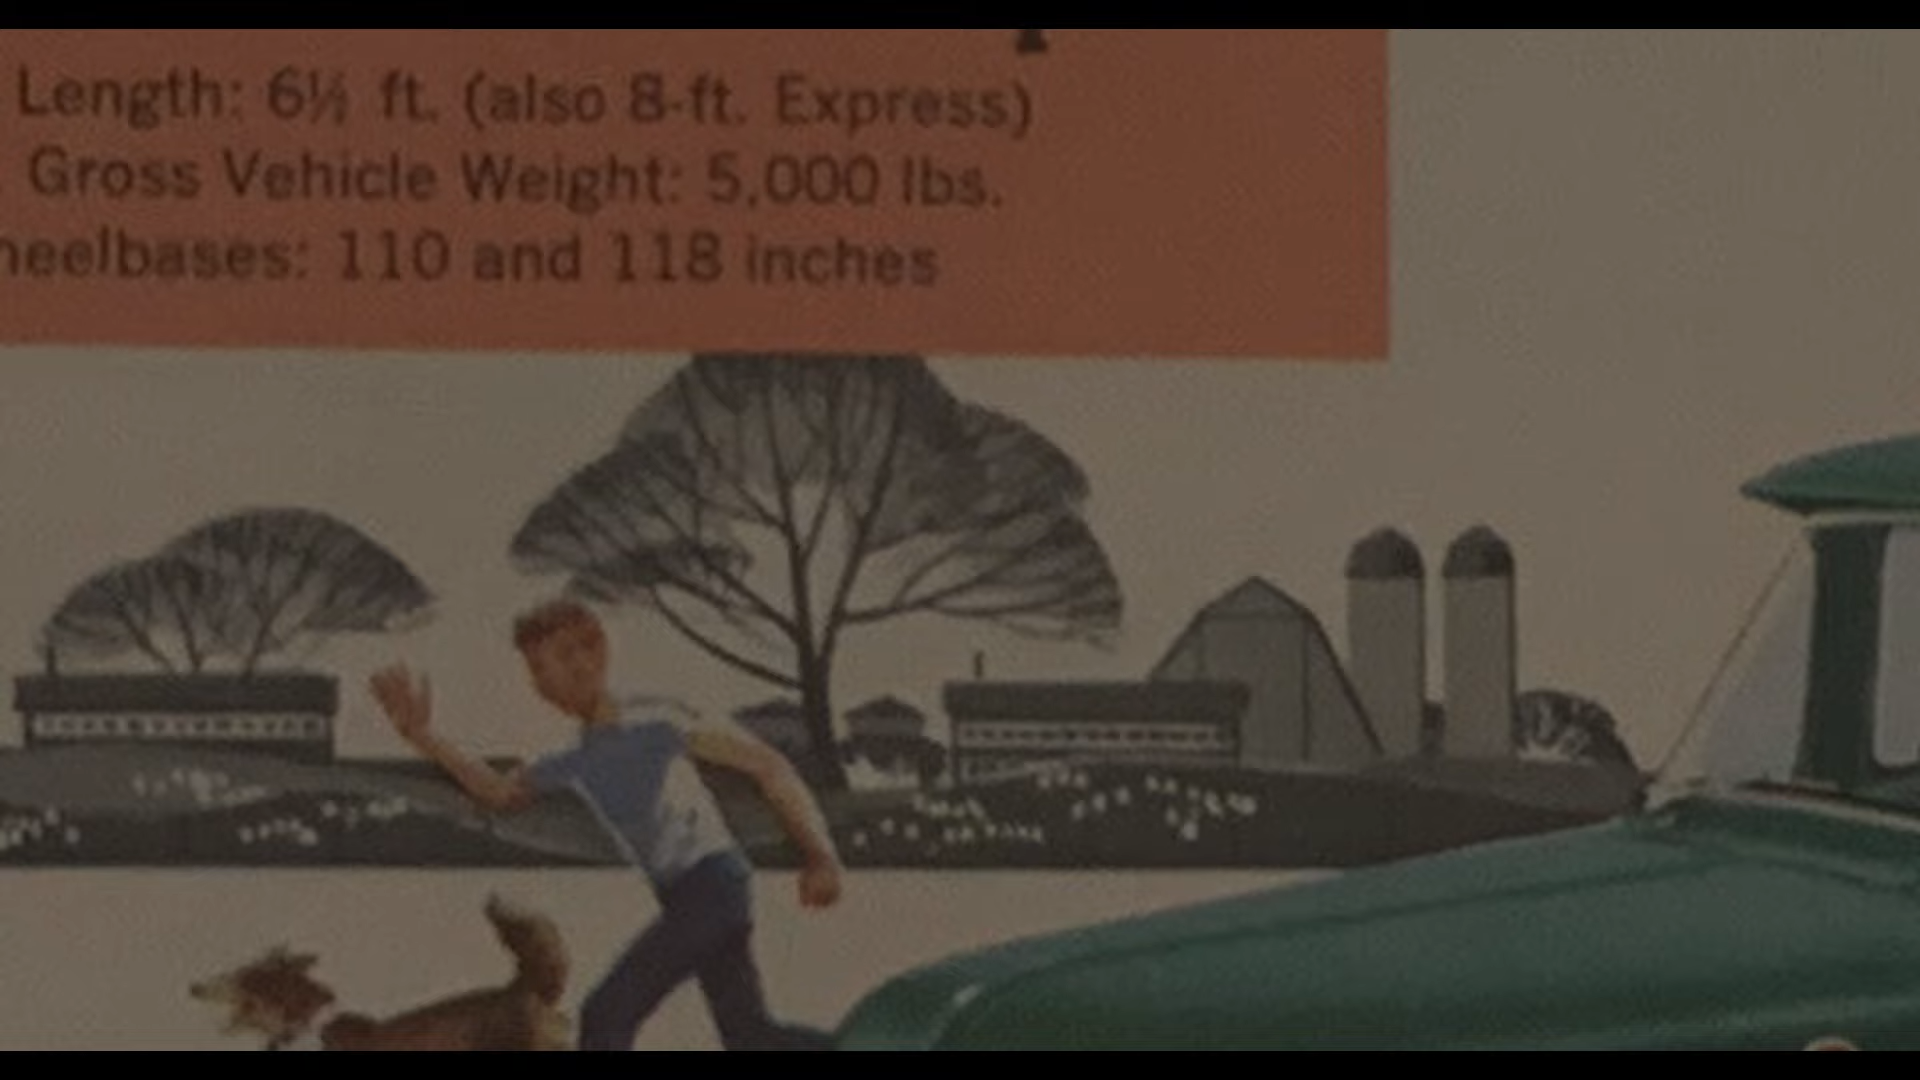 Length: 6½ ft. (also 8-ft. Express)
Gross Vehicle Weight: 5,000 lbs.
heelbases: 110 and 118 inches